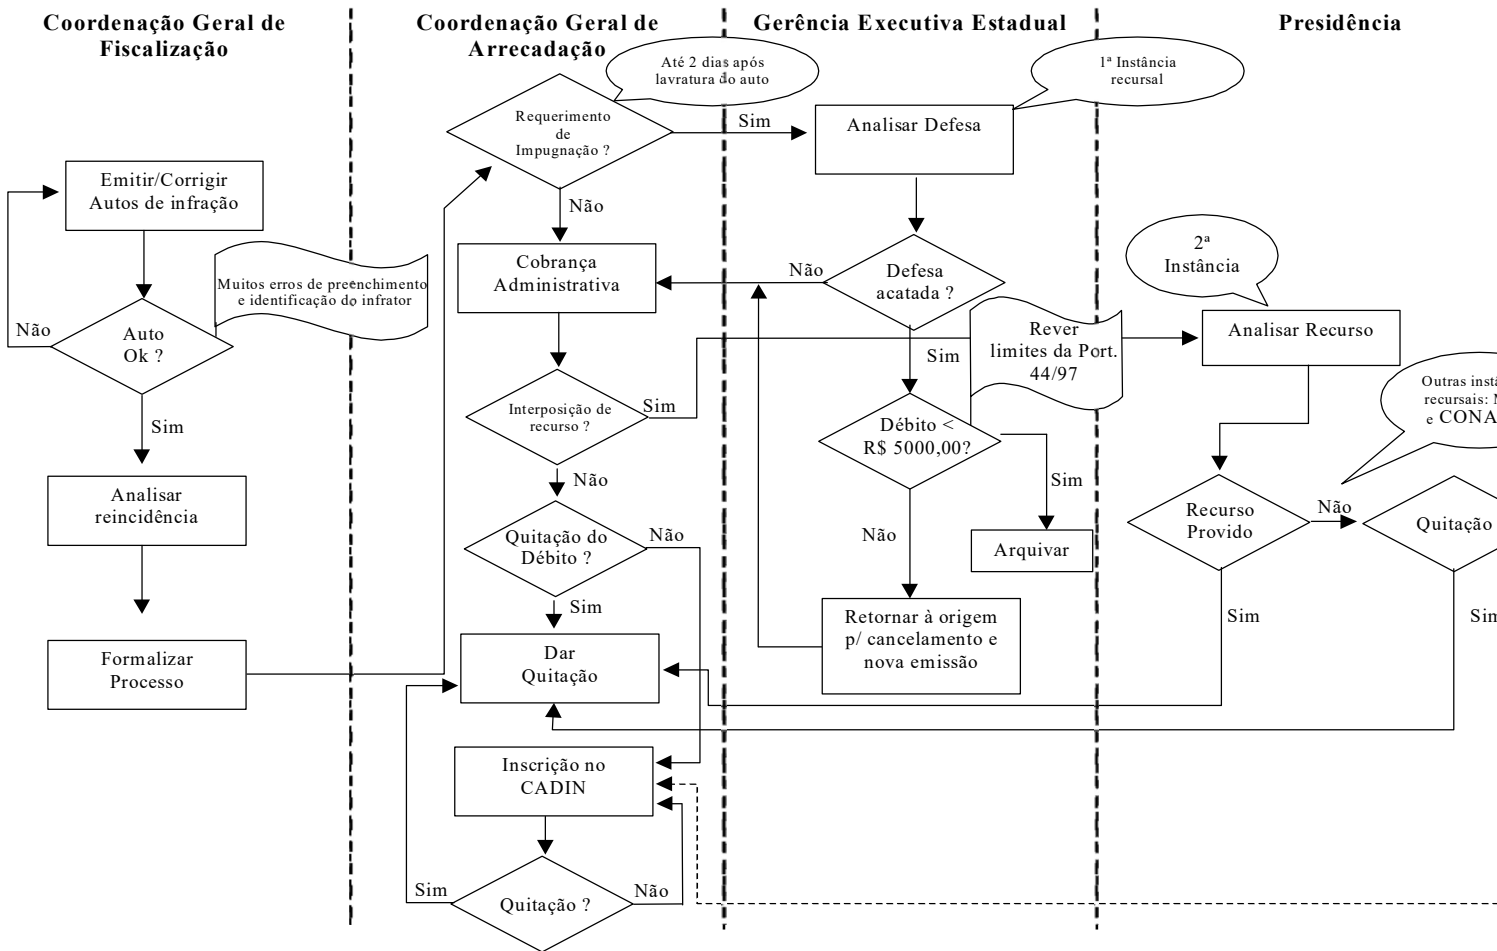 Coordenação Geral de
Fiscalização
Coordenação Geral de
Arrecadação
Gerência Executiva Estadual
Presidência
Até 2 dias após
lavratura do auto
1ª Instância
recursal
Requerimento
de
Impugnação ?
Sim
Analisar Defesa
Emitir/Corrigir
Autos de infração
Não
Muitos erros de preenchimento
e identificação do infrator
Cobrança
Administrativa
Não
Defesa
acatada ?
2ª
Instância
Não
Auto
Ok ?
Sim
Rever
limites da Port.
44/97
Analisar Recurso
Sim
Interposição de
recurso ?
Sim
Débito <
R$ 5000,00?
Outras
recursais:
e
Não
Sim
Analisar
reincidência
Quitação do
Débito ?
Não
Não
Arquivar
Recurso
Provido
Não
Quitação
Sim
Retornar à origem
p/ cancelamento e
nova emissão
Sim
Formalizar
Processo
Dar
Quitação
Inscrição no
CADIN
Sim
Quitação ?
Não